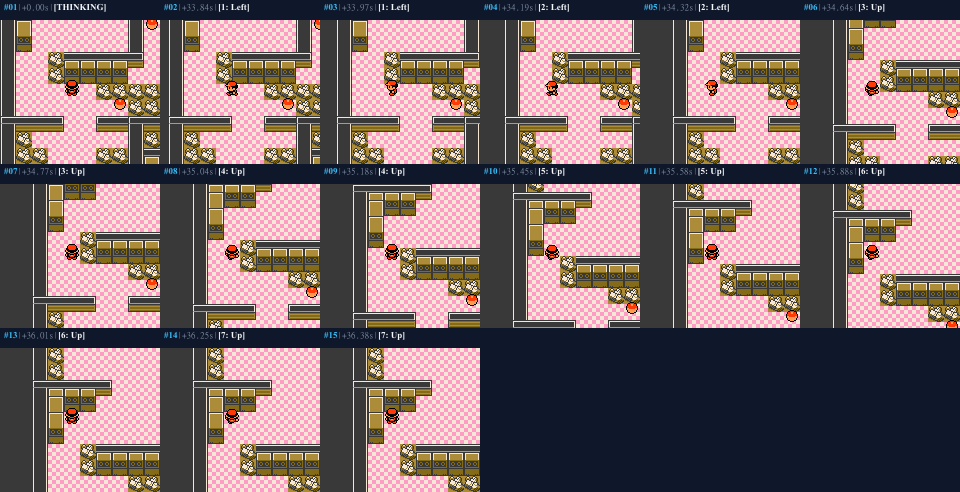 #01|+0.00s|[THINKING]
#02|+33.84s|[1: Left]
#03|+33.97s|[1: Left]
#04|+34.19s|[2: Left]
#05|+34.32s|[2: Left]
#06|+34.64s|[3: Up]
#07|+34.77s|[3: Up]
#08|+35.04s|[4: Up]
#09|+35.18s|[4: Up]
#10|+35.45s|[5: Up]
#11|+35.58s|[5: Up]
#12|+35.88s|[6: Up]
#13|+36.01s|[6: Up]
#14|+36.25s|[7: Up]
#15|+36.38s|[7: Up]